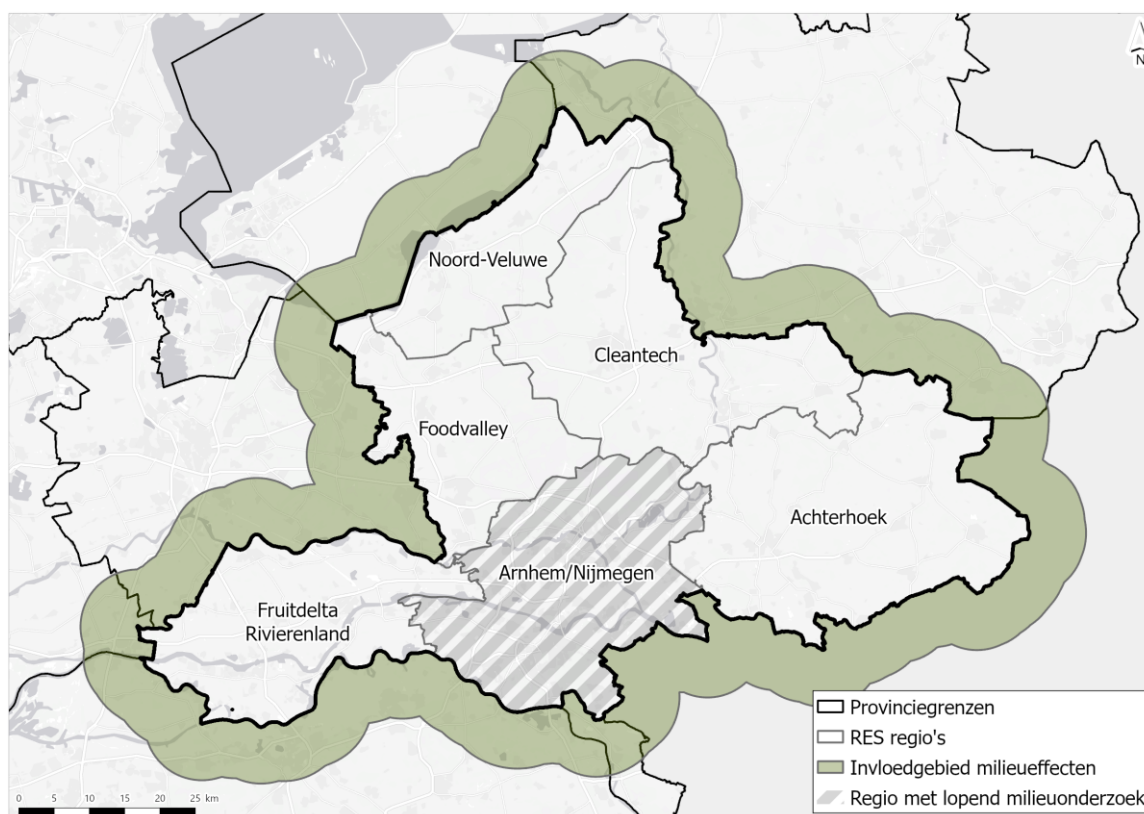 N
Noord-Veluwe
Cleantech
Foodvalley
Achterhoek
Arnhem/Nijmegen
Fruitdelta
Rivierenland
Provinciegrenzen
RES regio's
Invloedgebied milieueffecten
Regio met lopend milieuonderzoek
0 5 10 15 20 25 km